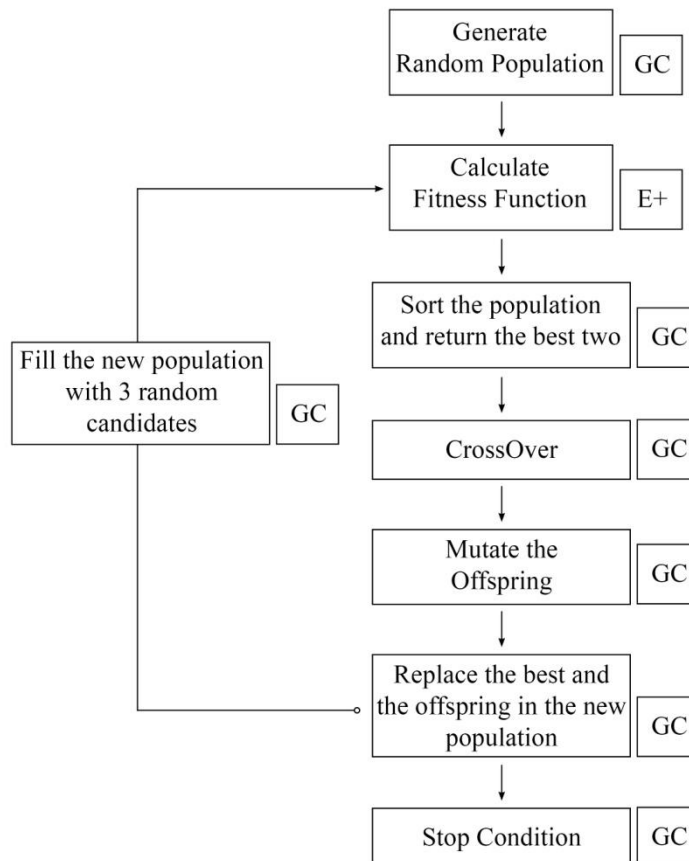 Generate
Random Population
GC
Calculate
Fitness Function
E+
Sort the population
and return the best two
GC
Fill the new population
with 3 random
candidates
GC
CrossOver
GC
Mutate the
Offspring
GC
Replace the best and
the offspring in the new
population
GC
Stop Condition
GC